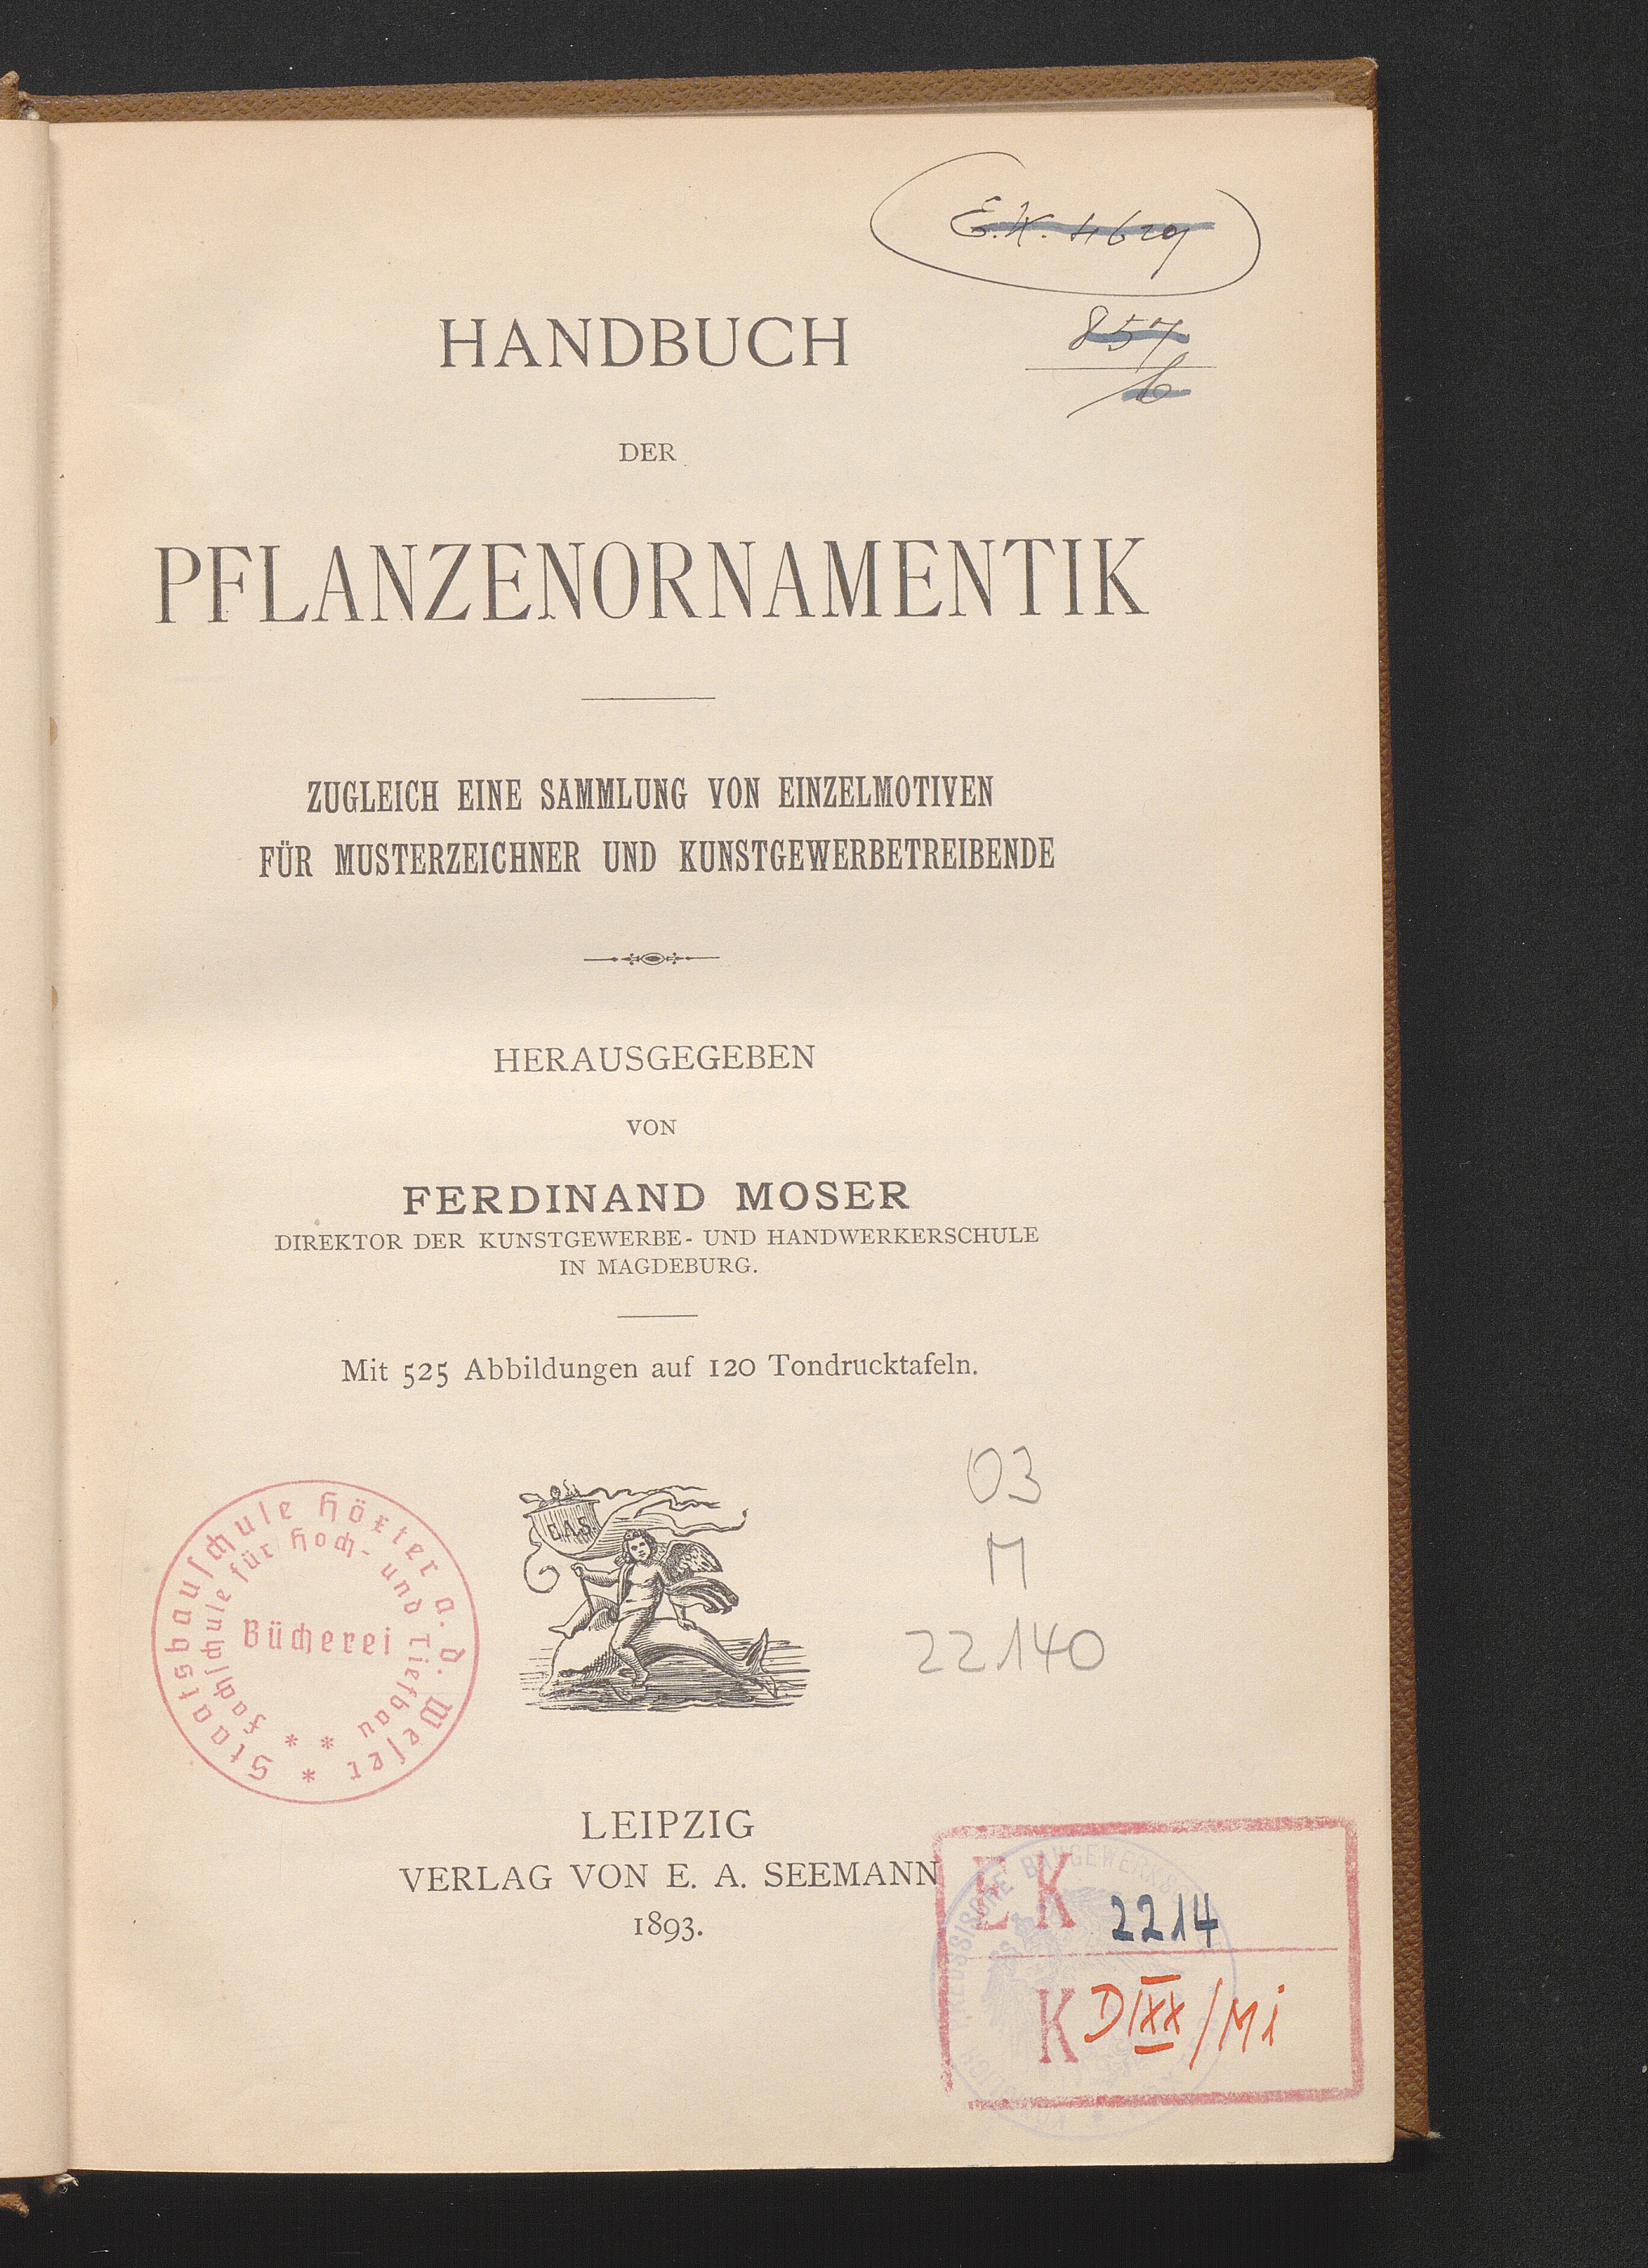 E.K. 4629
857
6
HANDBUCH
DER
PFLANZENORNAMENTIK
ZUGLEICH EINE SAMMLUNG VON EINZELMOTIVEN
FÜR MUSTERZEICHNER UND KUNSTGEWERBETREIBENDE
HERAUSGEGEBEN
VON
FERDINAND MOSER
DIREKTOR DER KUNSTGEWERBE- UND HANDWERKERSCHULE
IN MAGDEBURG.
Mit 525 Abbildungen auf 120 Tondrucktafeln.
03
M
22140
E.A.S.
Staatsbauschule Höxter a. d. Weser
Fachschule für Hoch- und Tiefbau
Bücherei
LEIPZIG
VERLAG VON E. A. SEEMANN
1893.
EK 2214
K D IXX / Mi